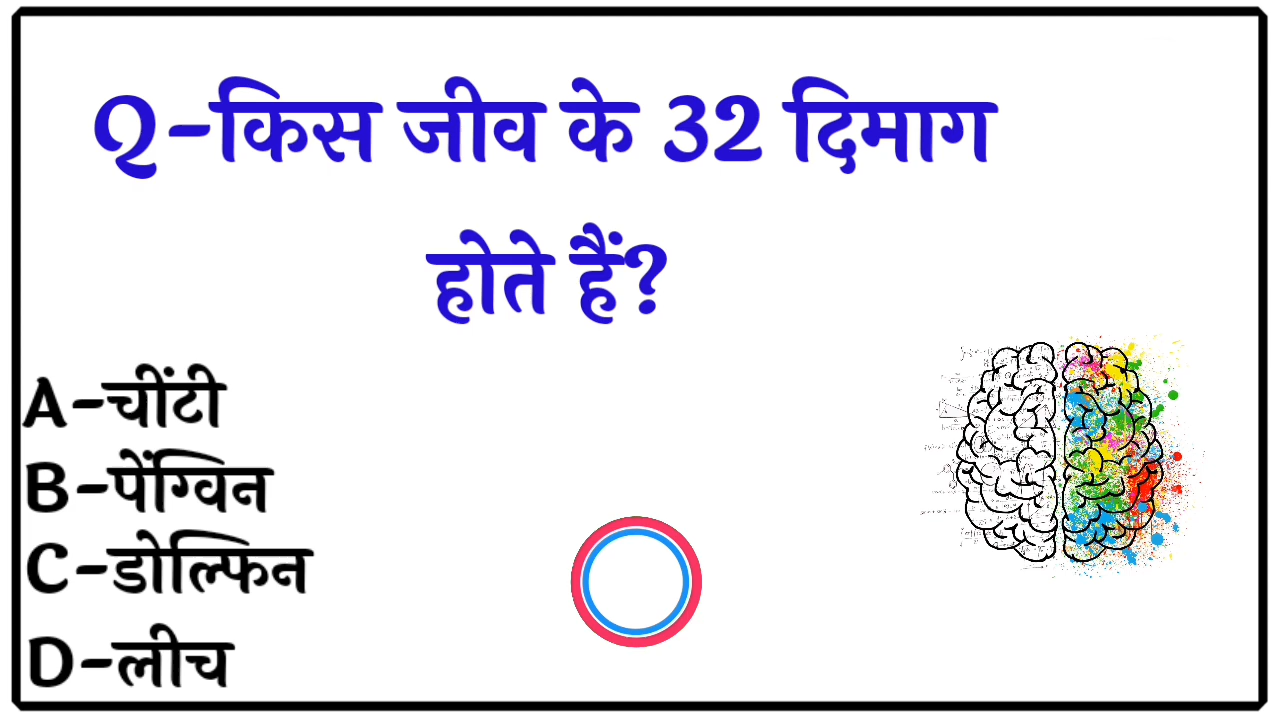 Q-किस जीव के 32 दिमाग
होते हैं?
A-चींटी
B-पेंग्विन
C-डोल्फिन
D-लीच